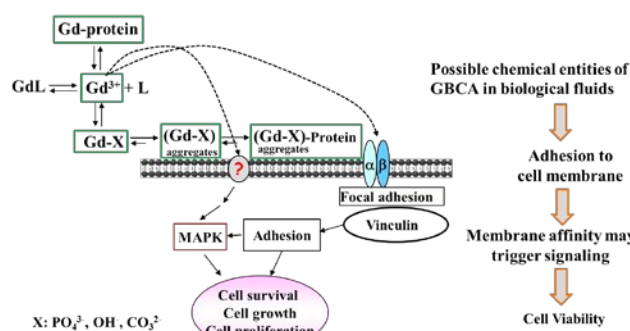 Gd-protein
GdL
Gd³⁺ + L
Gd-X
(Gd-X)
aggregates
(Gd-X)-Protein
aggregates
?
α
β
Focal adhesion
Vinculin
Adhesion
MAPK
Cell survival
Cell growth
Cell proliferation
X: PO₄³⁻, OH⁻, CO₃²⁻
Possible chemical entities of
GBCA in biological fluids
Adhesion to
cell membrane
Membrane affinity may
trigger signaling
Cell Viability